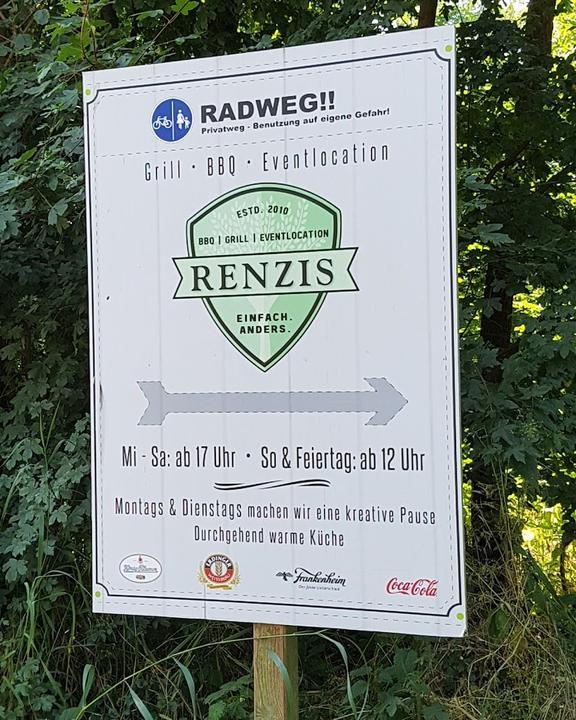 RADWEG!!
Privatweg - Benutzung auf eigene Gefahr!
Grill · BBQ · Eventlocation
ESTD. 2010
BBQ | GRILL | EVENTLOCATION
RENZIS
EINFACH.
ANDERS.
Mi - Sa: ab 17 Uhr · So & Feiertag: ab 12 Uhr
Montags & Dienstags machen wir eine kreative Pause
Durchgehend warme Küche
ERDINGER
Frankenheim
Coca-Cola